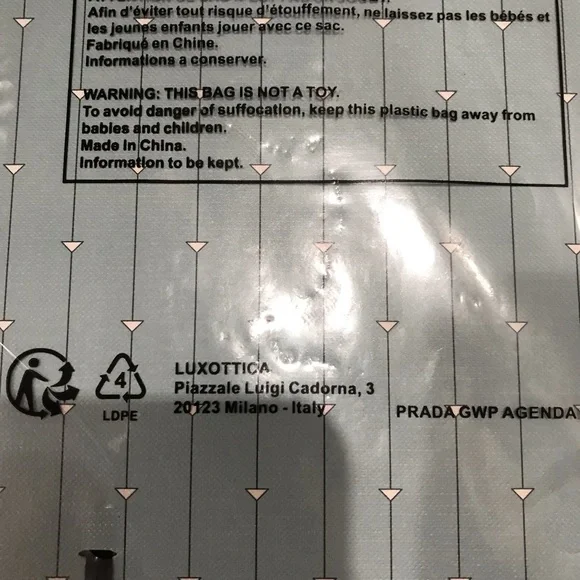 Afin d'éviter tout risque d'étouffement, ne laissez pas les bébés et
les jeunes enfants jouer avec ce sac.
Fabriqué en Chine.
Informations a conserver.
WARNING: THIS BAG IS NOT A TOY.
To avoid danger of suffocation, keep this plastic bag away from
babies and children.
Made in China.
Information to be kept.
4
LDPE
LUXOTTICA
Piazzale Luigi Cadorna, 3
20123 Milano - Italy
PRADA GWP AGENDA